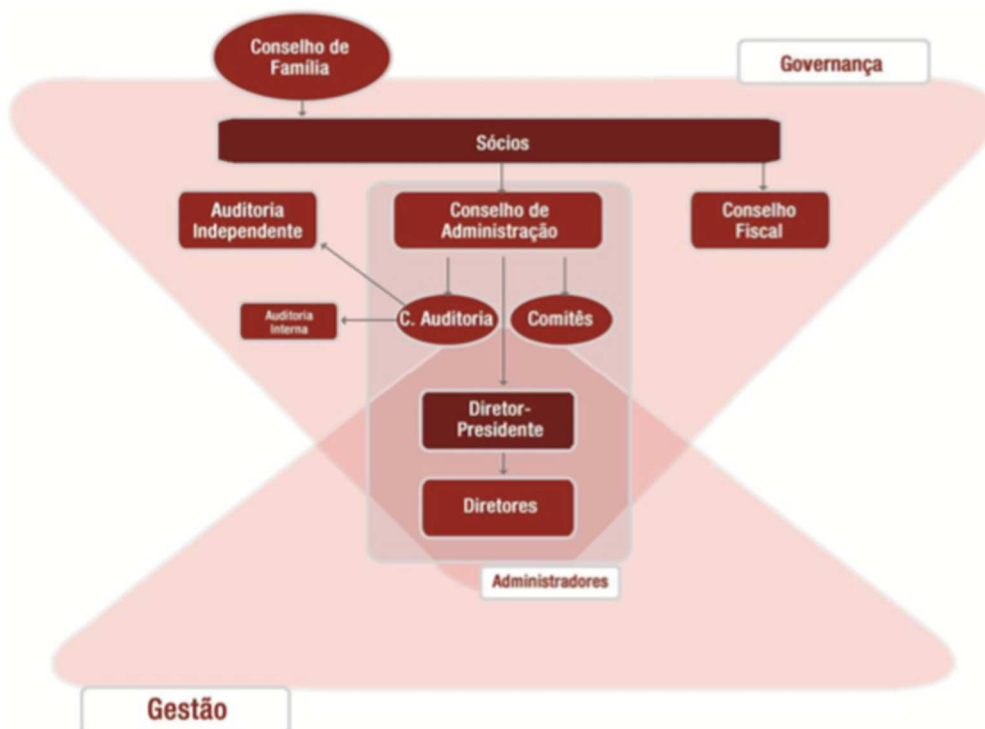 Conselho de
Família
Governança
Sócios
Auditoria
Independente
Conselho de
Administração
Conselho
Fiscal
Auditoria
Interna
C. Auditoria
Comitês
Diretor-
Presidente
Diretores
Administradores
Gestão